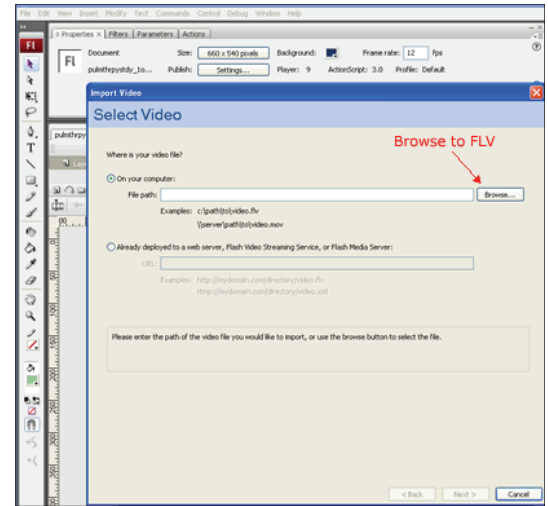 File Edit View Insert Modify Text Commands Control Debug Window Help
Properties × Filters Parameters Actions
Fl
Fl
Document Size: 660 x 540 pixels Background: Frame rate: 12 fps
pulmthrpystdy_1o... Publish: Settings... Player: 9 ActionScript: 3.0 Profile: Default
Import Video
Select Video
Browse to FLV
pulmthrpy
Where is your video file?
On your computer:
File path: Browse...
Examples: c:\path\to\video.flv
\\server\path\to\video.mov
Already deployed to a web server, Flash Video Streaming Service, or Flash Media Server:
URL:
Examples: http://mydomain.com/directory/video.flv
rtmp://mydomain.com/directory/video.xml
Please enter the path of the video file you would like to import, or use the browse button to select the file.
< Back Next > Cancel